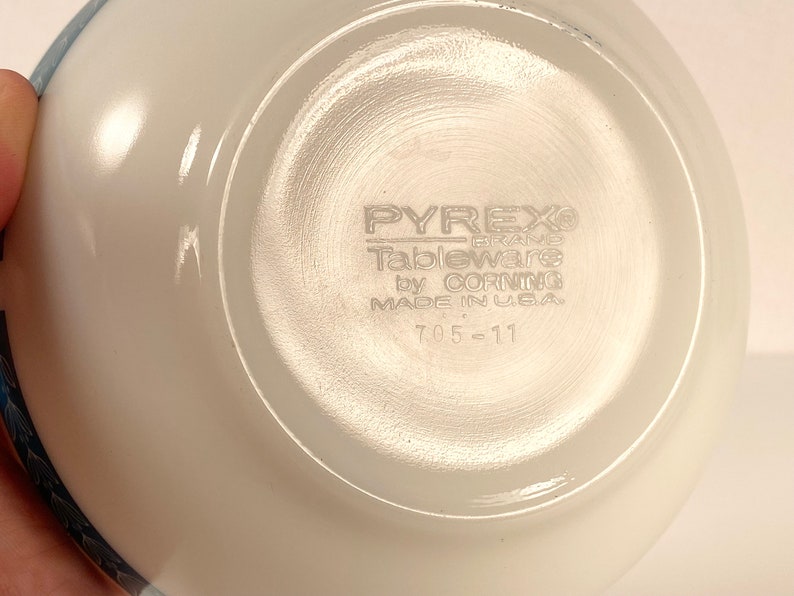 PYREX®
BRAND
Tableware
by CORNING
MADE IN U.S.A.
705-11